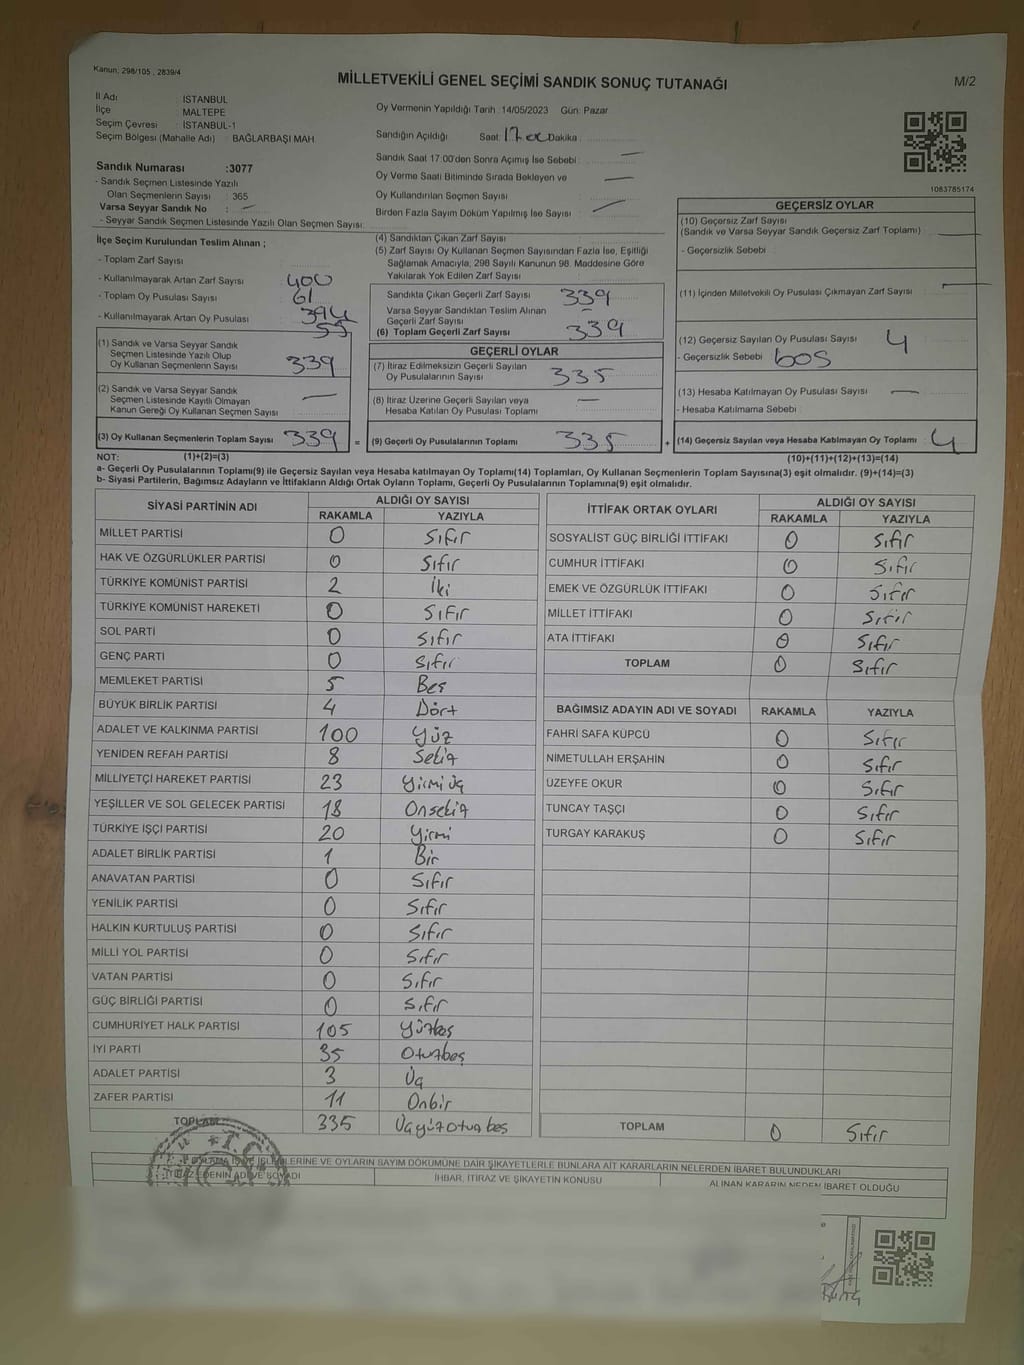 Kanun; 298/105 , 2839/4
MİLLETVEKİLİ GENEL SEÇİMİ SANDIK SONUÇ TUTANAĞI
M/2
İl Adı : İSTANBUL
İlçe : MALTEPE
Seçim Çevresi : İSTANBUL-1
Seçim Bölgesi (Mahalle Adı) : BAĞLARBAŞI MAH.
Sandık Numarası :3077
- Sandık Seçmen Listesinde Yazılı
Olan Seçmenlerin Sayısı : 365
Varsa Seyyar Sandık No : —
- Seyyar Sandık Seçmen Listesinde Yazılı Olan Seçmen Sayısı:
Oy Vermenin Yapıldığı Tarih :14/05/2023 Gün: Pazar
Sandığın Açıldığı Saat: 17 00 Dakika :
Sandık Saat 17:00'den Sonra Açılmış İse Sebebi : —
Oy Verme Saati Bitiminde Sırada Bekleyen ve —
Oy Kullandırılan Seçmen Sayısı
Birden Fazla Sayım Döküm Yapılmış İse Sayısı : —
1083785174
İlçe Seçim Kurulundan Teslim Alınan ;
- Toplam Zarf Sayısı : 400
- Kullanılmayarak Artan Zarf Sayısı : 61
- Toplam Oy Pusulası Sayısı : 394
- Kullanılmayarak Artan Oy Pusulası : 55
(1) Sandık ve Varsa Seyyar Sandık
Seçmen Listesinde Yazılı Olup
Oy Kullanan Seçmenlerin Sayısı 339
(2) Sandık ve Varsa Seyyar Sandık
Seçmen Listesinde Kayıtlı Olmayan
Kanun Gereği Oy Kullanan Seçmen Sayısı —
(3) Oy Kullanan Seçmenlerin Toplam Sayısı 339 =
(4) Sandıktan Çıkan Zarf Sayısı :
(5) Zarf Sayısı Oy Kullanan Seçmen Sayısından Fazla İse, Eşitliği
Sağlamak Amacıyla, 298 Sayılı Kanunun 98. Maddesine Göre
Yakılarak Yok Edilen Zarf Sayısı :
Sandıkta Çıkan Geçerli Zarf Sayısı 339
Varsa Seyyar Sandıktan Teslim Alınan
Geçerli Zarf Sayısı
(6) Toplam Geçerli Zarf Sayısı 339
GEÇERLİ OYLAR
(7) İtiraz Edilmeksizin Geçerli Sayılan
Oy Pusulalarının Sayısı 335
(8) İtiraz Üzerine Geçerli Sayılan veya
Hesaba Katılan Oy Pusulası Toplamı —
(9) Geçerli Oy Pusulalarının Toplamı 335 +
GEÇERSİZ OYLAR
(10) Geçersiz Zarf Sayısı
(Sandık ve Varsa Seyyar Sandık Geçersiz Zarf Toplamı) —
- Geçersizlik Sebebi :
(11) İçinden Milletvekili Oy Pusulası Çıkmayan Zarf Sayısı : —
(12) Geçersiz Sayılan Oy Pusulası Sayısı 4
- Geçersizlik Sebebi boş
(13) Hesaba Katılmayan Oy Pusulası Sayısı —
- Hesaba Katılmama Sebebi :
(14) Geçersiz Sayılan veya Hesaba Katılmayan Oy Toplamı 4
NOT: (1)+(2)=(3)
(10)+(11)+(12)+(13)=(14)
a- Geçerli Oy Pusulalarının Toplamı(9) ile Geçersiz Sayılan veya Hesaba katılmayan Oy Toplamı(14) Toplamları, Oy Kullanan Seçmenlerin Toplam Sayısına(3) eşit olmalıdır. (9)+(14)=(3)
b- Siyasi Partilerin, Bağımsız Adayların ve İttifakların Aldığı Ortak Oyların Toplamı, Geçerli Oy Pusulalarının Toplamına(9) eşit olmalıdır.
SİYASİ PARTİNİN ADI ALDIĞI OY SAYISI
RAKAMLA YAZIYLA
MİLLET PARTİSİ 0 Sıfır
HAK VE ÖZGÜRLÜKLER PARTİSİ 0 Sıfır
TÜRKİYE KOMÜNİST PARTİSİ 2 İki
TÜRKİYE KOMÜNİST HAREKETİ 0 Sıfır
SOL PARTİ 0 Sıfır
GENÇ PARTİ 0 Sıfır
MEMLEKET PARTİSİ 5 Beş
BÜYÜK BİRLİK PARTİSİ 4 Dört
ADALET VE KALKINMA PARTİSİ 100 Yüz
YENİDEN REFAH PARTİSİ 8 Sekiz
MİLLİYETÇİ HAREKET PARTİSİ 23 Yirmi üç
YEŞİLLER VE SOL GELECEK PARTİSİ 18 Onsekiz
TÜRKİYE İŞÇİ PARTİSİ 20 Yirmi
ADALET BİRLİK PARTİSİ 1 Bir
ANAVATAN PARTİSİ 0 Sıfır
YENİLİK PARTİSİ 0 Sıfır
HALKIN KURTULUŞ PARTİSİ 0 Sıfır
MİLLİ YOL PARTİSİ 0 Sıfır
VATAN PARTİSİ 0 Sıfır
GÜÇ BİRLİĞİ PARTİSİ 0 Sıfır
CUMHURİYET HALK PARTİSİ 105 Yüzbeş
İYİ PARTİ 35 Otuzbeş
ADALET PARTİSİ 3 Üç
ZAFER PARTİSİ 11 Onbir
TOPLAM 335 Üçyüzotuzbeş
İTTİFAK ORTAK OYLARI ALDIĞI OY SAYISI
RAKAMLA YAZIYLA
SOSYALİST GÜÇ BİRLİĞİ İTTİFAKI 0 Sıfır
CUMHUR İTTİFAKI 0 Sıfır
EMEK VE ÖZGÜRLÜK İTTİFAKI 0 Sıfır
MİLLET İTTİFAKI 0 Sıfır
ATA İTTİFAKI 0 Sıfır
TOPLAM 0 Sıfır
BAĞIMSIZ ADAYIN ADI VE SOYADI RAKAMLA YAZIYLA
FAHRİ SAFA KÜPCÜ 0 Sıfır
NİMETULLAH ERŞAHİN 0 Sıfır
ÜZEYFE OKUR 0 Sıfır
TUNCAY TAŞÇI 0 Sıfır
TURGAY KARAKUŞ 0 Sıfır
TOPLAM 0 Sıfır
T.C.
İŞLEMLERİNE VE OYLARIN SAYIM DÖKÜMÜNE DAİR ŞİKAYETLERLE BUNLARA AİT KARARLARIN NELERDEN İBARET BULUNDUKLARI
İTİRAZ EDENİN ADI VE SOYADI İHBAR, İTİRAZ VE ŞİKAYETİN KONUSU ALINAN KARARIN NEDEN İBARET OLDUĞU